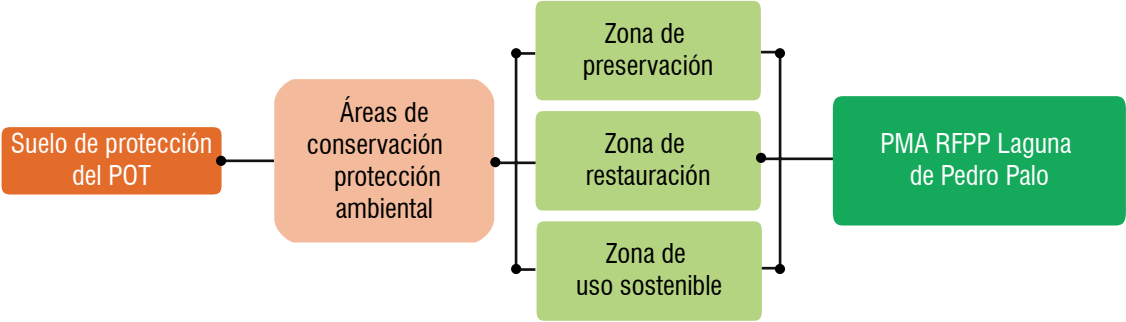 Suelo de protección
del POT
Áreas de
conservación
protección
ambiental
Zona de
preservación
Zona de
restauración
Zona de
uso sostenible
PMA RFPP Laguna
de Pedro Palo